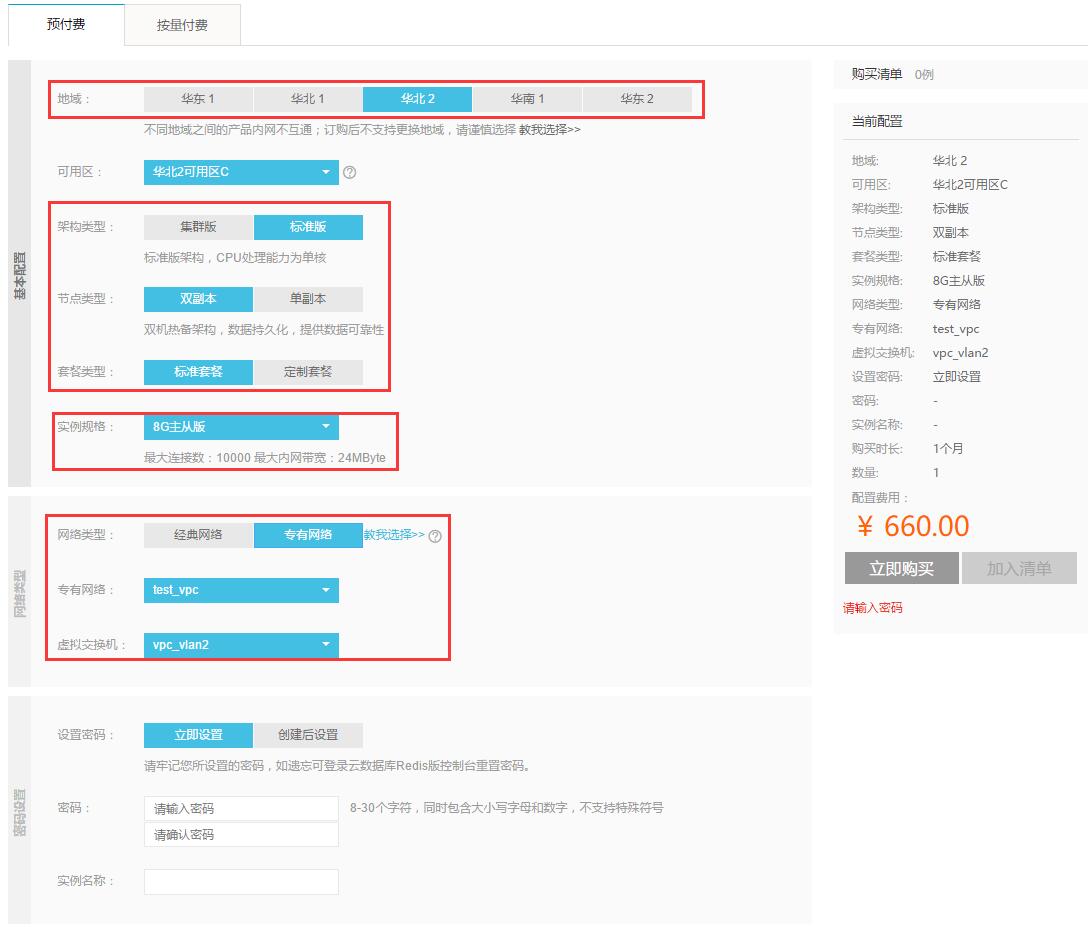 预付费 按量付费
基本配置
地域： 华东 1 华北 1 华北 2 华南 1 华东 2
不同地域之间的产品内网不互通；订购后不支持更换地域，请谨慎选择 教我选择>>
可用区： 华北2可用区C ?
架构类型： 集群版 标准版
标准版架构，CPU处理能力为单核
节点类型： 双副本 单副本
双机热备架构，数据持久化，提供数据可靠性
套餐类型： 标准套餐 定制套餐
实例规格： 8G主从版
最大连接数：10000 最大内网带宽：24MByte
网络类型
网络类型： 经典网络 专有网络 教我选择>> ?
专有网络： test_vpc
虚拟交换机： vpc_vlan2
密码设置
设置密码： 立即设置 创建后设置
请牢记您所设置的密码，如遗忘可登录云数据库Redis版控制台重置密码。
密码： 请输入密码 8-30个字符，同时包含大小写字母和数字，不支持特殊符号
请确认密码
实例名称：
购买清单 0例
当前配置
地域: 华北 2
可用区: 华北2可用区C
架构类型: 标准版
节点类型: 双副本
套餐类型: 标准套餐
实例规格: 8G主从版
网络类型: 专有网络
专有网络: test_vpc
虚拟交换机: vpc_vlan2
设置密码: 立即设置
密码: -
实例名称: -
购买时长: 1个月
数量: 1
配置费用：
¥ 660.00
立即购买 加入清单
请输入密码